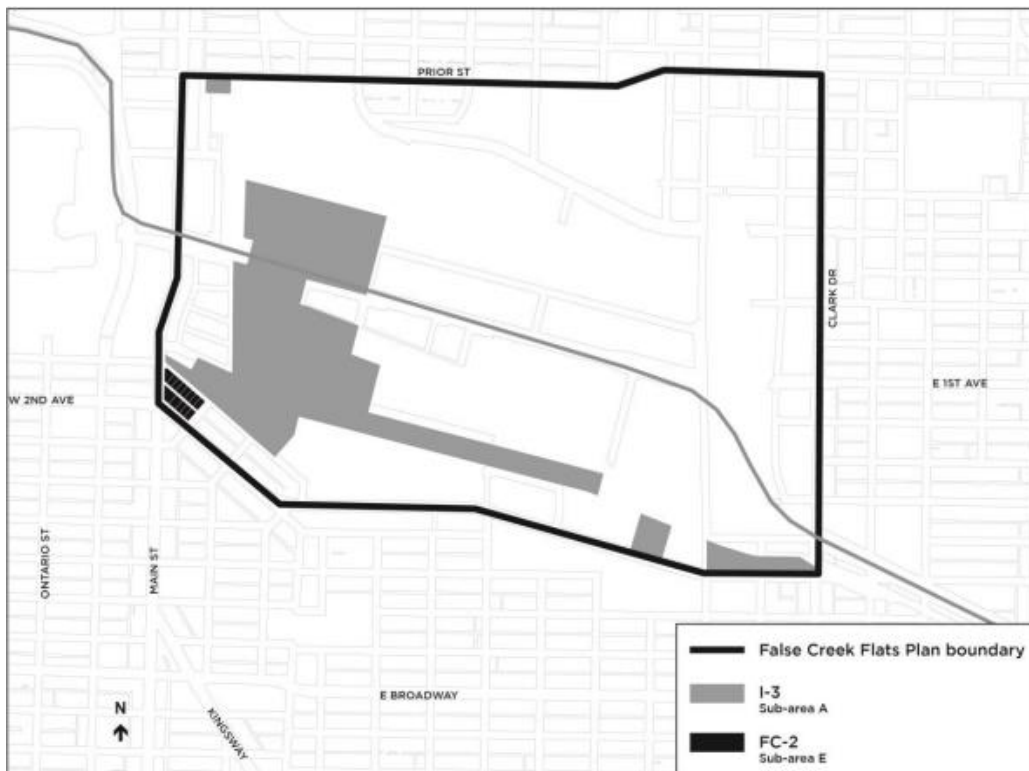 PRIOR ST
CLARK DR
E 1ST AVE
W 2ND AVE
ONTARIO ST
MAIN ST
E BROADWAY
KINGSWAY
N
False Creek Flats Plan boundary
I-3
Sub-area A
FC-2
Sub-area E